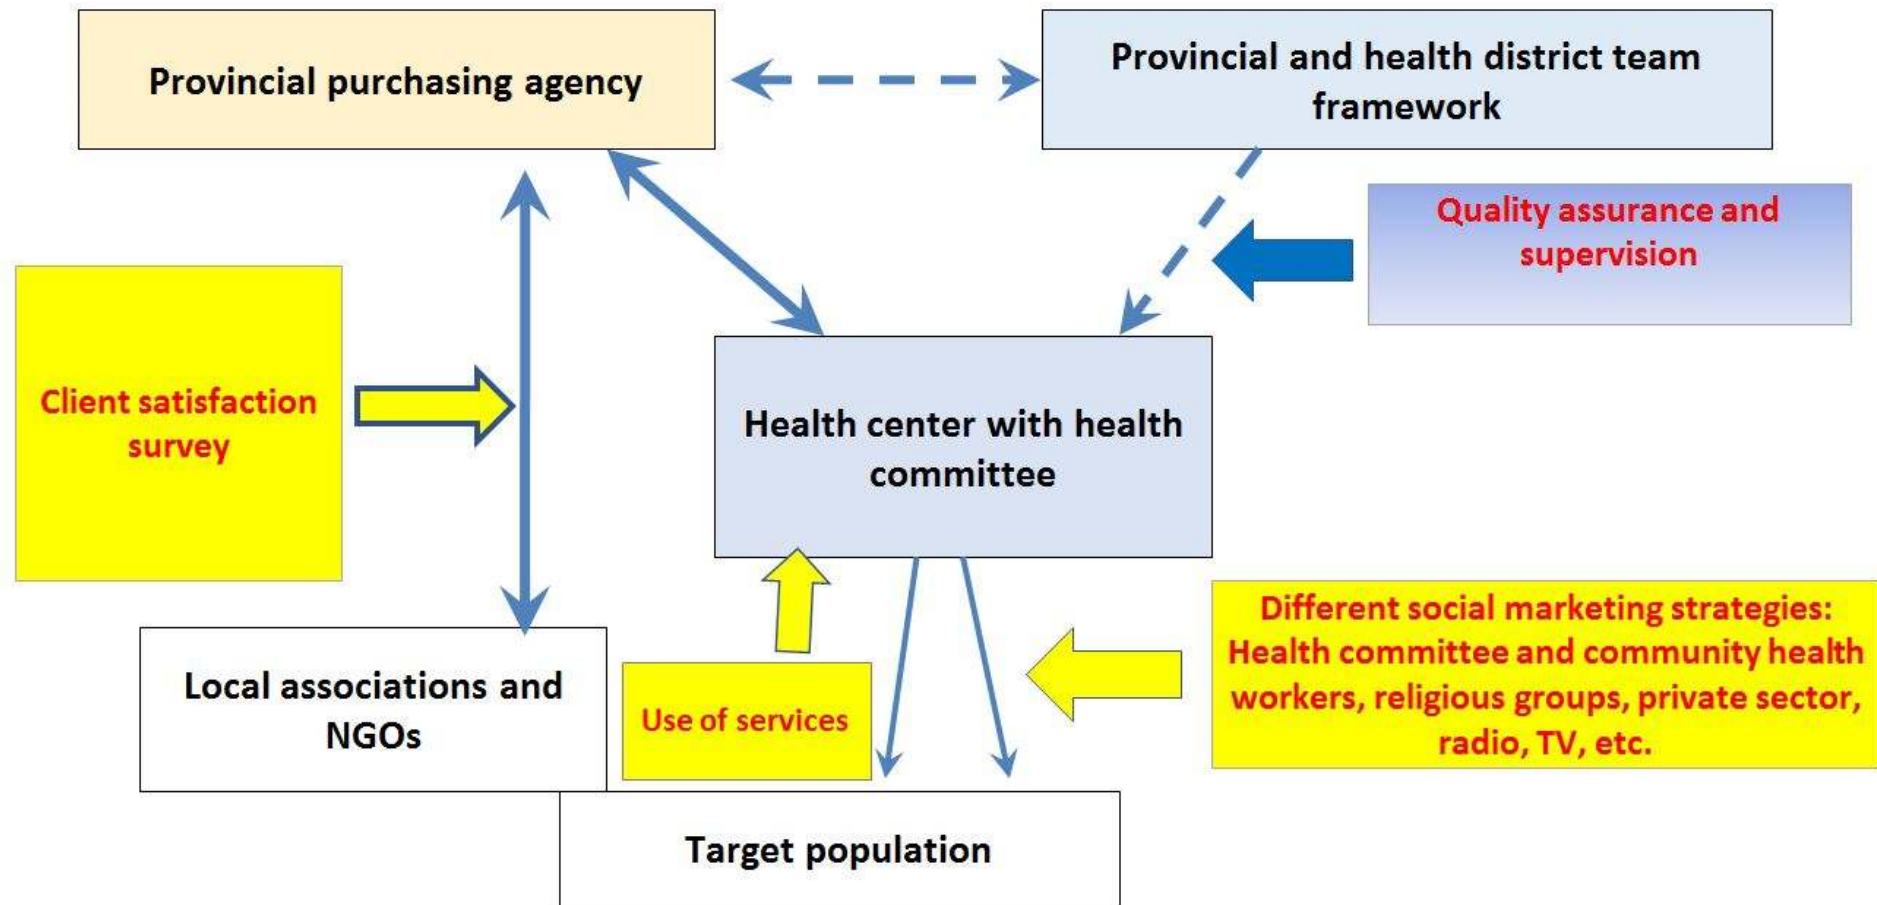 Provincial purchasing agency
Provincial and health district team
framework
Quality assurance and
supervision
Client satisfaction
survey
Health center with health
committee
Different social marketing strategies:
Health committee and community health
workers, religious groups, private sector,
radio, TV, etc.
Local associations and
NGOs
Use of services
Target population